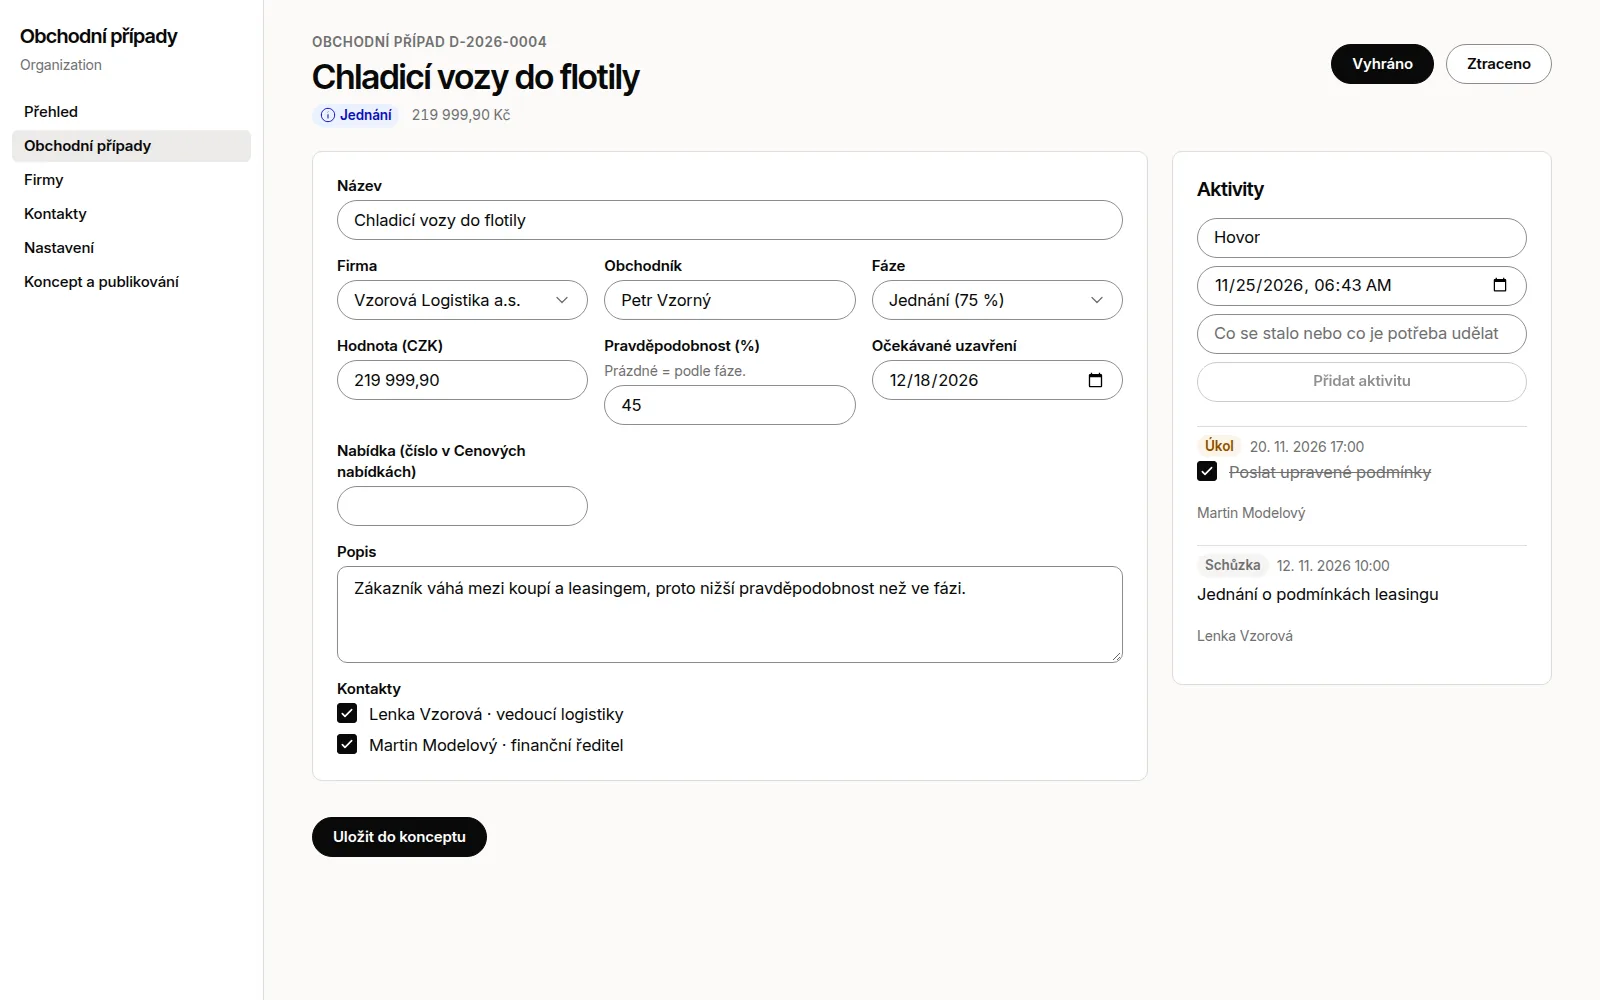 Obchodní případy
Organization
Přehled
Obchodní případy
Firmy
Kontakty
Nastavení
Koncept a publikování
OBCHODNÍ PŘÍPAD D-2026-0004
Chladicí vozy do flotily
Jednání 219 999,90 Kč
Vyhráno
Ztraceno
Název
Chladicí vozy do flotily
Firma
Vzorová Logistika a.s.
Obchodník
Petr Vzorný
Fáze
Jednání (75 %)
Hodnota (CZK)
219 999,90
Pravděpodobnost (%)
Prázdné = podle fáze.
45
Očekávané uzavření
12/18/2026
Nabídka (číslo v Cenových
nabídkách)
Popis
Zákazník váhá mezi koupí a leasingem, proto nižší pravděpodobnost než ve fázi.
Kontakty
Lenka Vzorová · vedoucí logistiky
Martin Modelový · finanční ředitel
Uložit do konceptu
Aktivity
Hovor
11/25/2026, 06:43 AM
Co se stalo nebo co je potřeba udělat
Přidat aktivitu
Úkol 20. 11. 2026 17:00
Poslat upravené podmínky
Martin Modelový
Schůzka 12. 11. 2026 10:00
Jednání o podmínkách leasingu
Lenka Vzorová